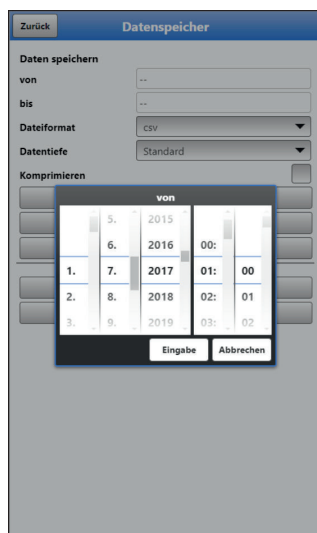 Zurück Datenspeicher
Daten speichern
von --
bis --
Dateiformat csv
Datentiefe Standard
Komprimieren
von
5. 2015
6. 2016 00:
1. 7. 2017 01: 00
2. 8. 2018 02: 01
3. 9. 2019 03: 02
Eingabe Abbrechen